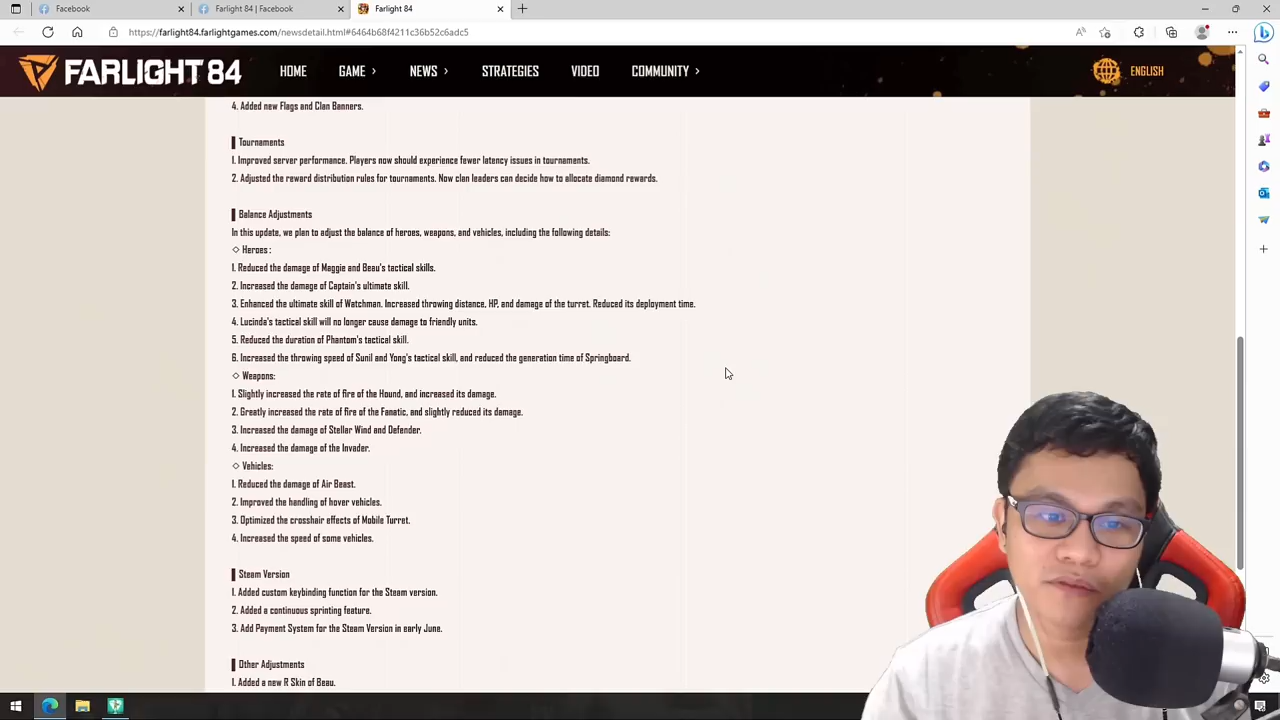 Facebook
Farlight 84 | Facebook
Farlight 84
https://farlight84.farlightgames.com/newsdetail.html#6464b68f4211c36b52c6adc5
FARLIGHT 84
HOME
GAME
NEWS
STRATEGIES
VIDEO
COMMUNITY
ENGLISH
4. Added new Flags and Clan Banners.
Tournaments
1. Improved server performance. Players now should experience fewer latency issues in tournaments.
2. Adjusted the reward distribution rules for tournaments. Now clan leaders can decide how to allocate diamond rewards.
Balance Adjustments
In this update, we plan to adjust the balance of heroes, weapons, and vehicles, including the following details:
◇ Heroes :
1. Reduced the damage of Maggie and Beau's tactical skills.
2. Increased the damage of Captain's ultimate skill.
3. Enhanced the ultimate skill of Watchman. Increased throwing distance, HP, and damage of the turret. Reduced its deployment time.
4. Lucinda's tactical skill will no longer cause damage to friendly units.
5. Reduced the duration of Phantom's tactical skill.
6. Increased the throwing speed of Sunil and Yong's tactical skill, and reduced the generation time of Springboard.
◇ Weapons:
1. Slightly increased the rate of fire of the Hound, and increased its damage.
2. Greatly increased the rate of fire of the Fanatic, and slightly reduced its damage.
3. Increased the damage of Stellar Wind and Defender.
4. Increased the damage of the Invader.
◇ Vehicles:
1. Reduced the damage of Air Beast.
2. Improved the handling of hover vehicles.
3. Optimized the crosshair effects of Mobile Turret.
4. Increased the speed of some vehicles.
Steam Version
1. Added custom keybinding function for the Steam version.
2. Added a continuous sprinting feature.
3. Add Payment System for the Steam Version in early June.
Other Adjustments
1. Added a new R Skin of Beau.